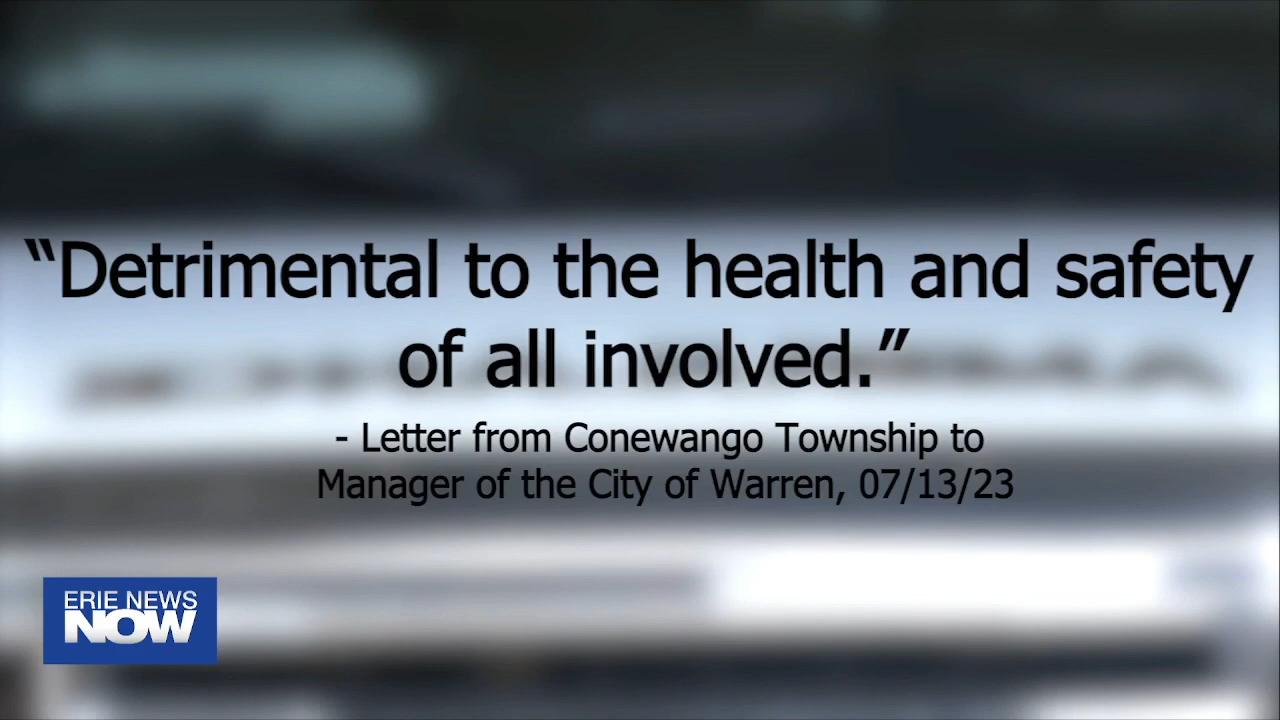 “Detrimental to the health and safety
of all involved.”
- Letter from Conewango Township to
Manager of the City of Warren, 07/13/23
ERIE NEWS
NOW